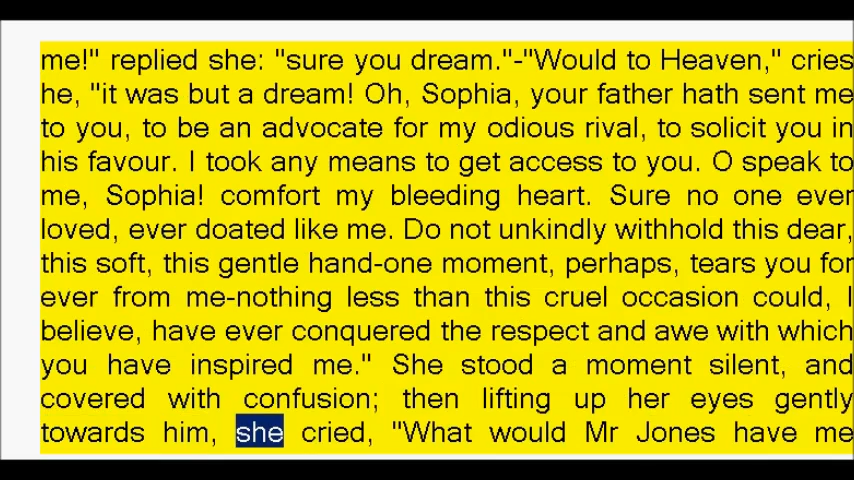 me!" replied she: "sure you dream."-"Would to Heaven," cries
he, "it was but a dream! Oh, Sophia, your father hath sent me
to you, to be an advocate for my odious rival, to solicit you in
his favour. I took any means to get access to you. O speak to
me, Sophia! comfort my bleeding heart. Sure no one ever
loved, ever doated like me. Do not unkindly withhold this dear,
this soft, this gentle hand-one moment, perhaps, tears you for
ever from me-nothing less than this cruel occasion could, I
believe, have ever conquered the respect and awe with which
you have inspired me." She stood a moment silent, and
covered with confusion; then lifting up her eyes gently
towards him, she cried, "What would Mr Jones have me